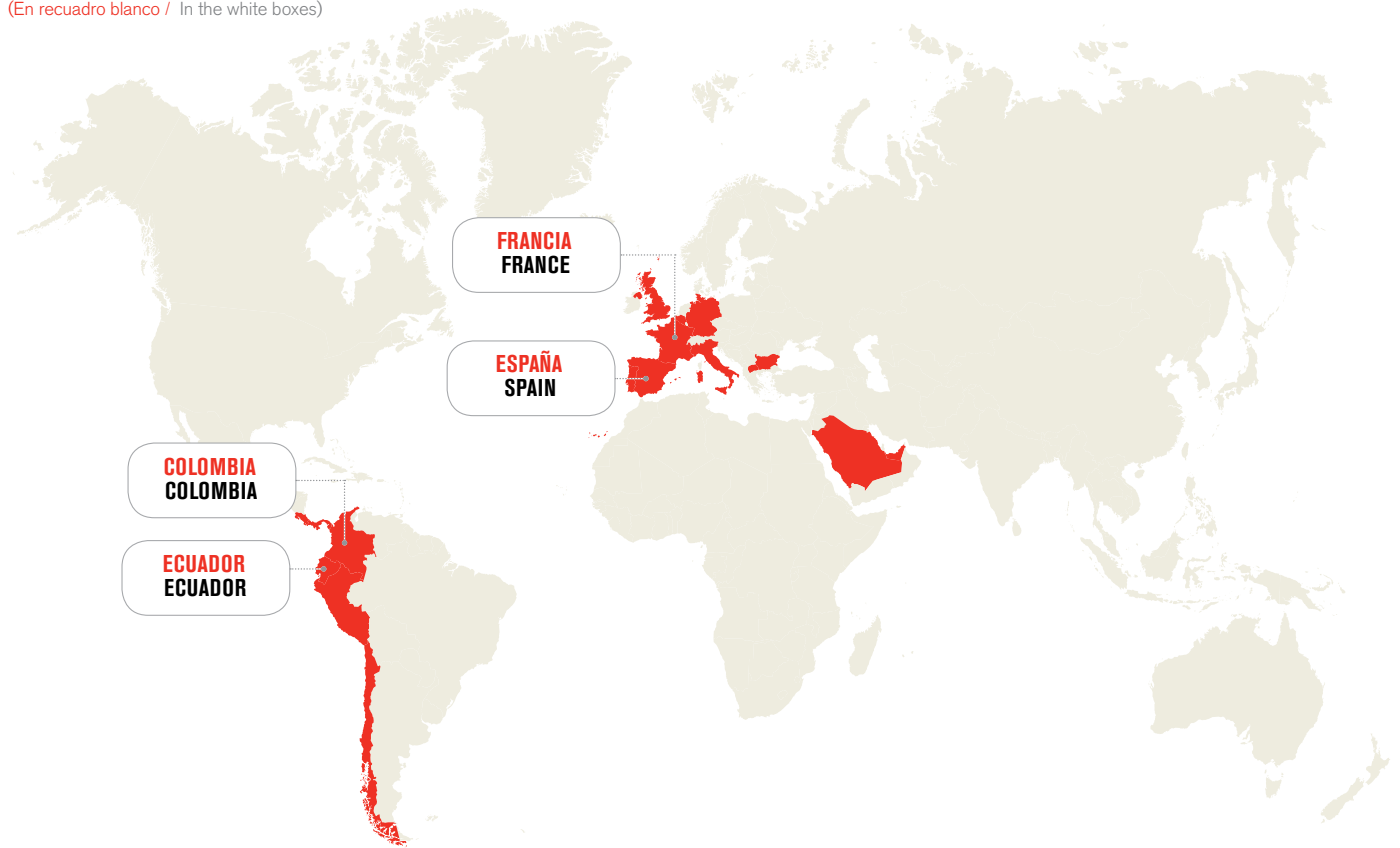 (En recuadro blanco / In the white boxes)
FRANCIA
FRANCE
ESPAÑA
SPAIN
COLOMBIA
COLOMBIA
ECUADOR
ECUADOR